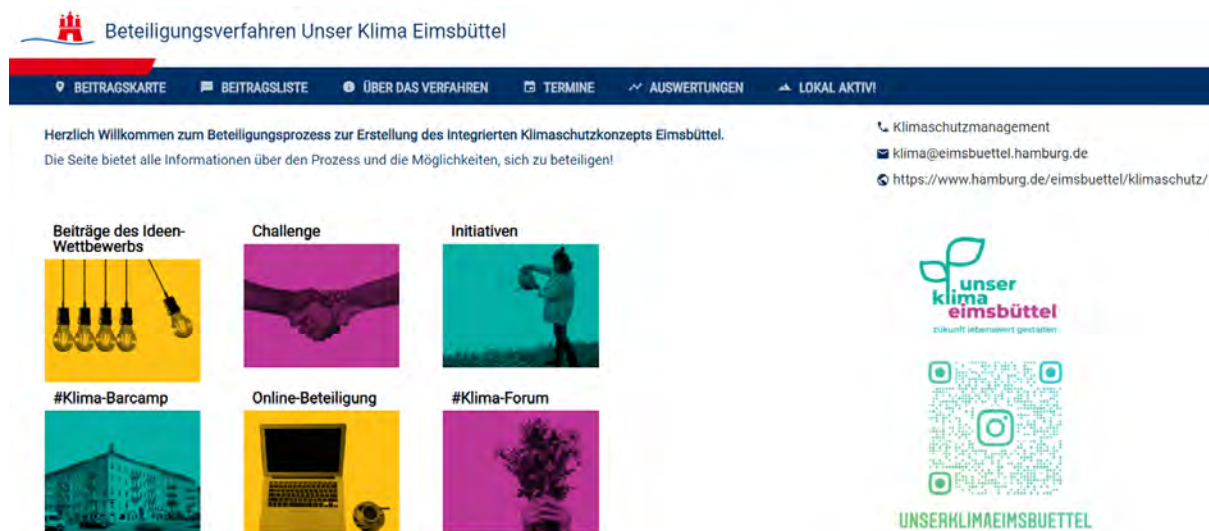 Beteiligungsverfahren Unser Klima Eimsbüttel
BEITRAGSKARTE BEITRAGSLISTE ÜBER DAS VERFAHREN TERMINE AUSWERTUNGEN LOKAL AKTIV!
Herzlich Willkommen zum Beteiligungsprozess zur Erstellung des Integrierten Klimaschutzkonzepts Eimsbüttel.
Die Seite bietet alle Informationen über den Prozess und die Möglichkeiten, sich zu beteiligen!
Klimaschutzmanagement
klima@eimsbuettel.hamburg.de
https://www.hamburg.de/eimsbuettel/klimaschutz/
Beiträge des Ideen-
Wettbewerbs
Challenge
Initiativen
#Klima-Barcamp
Online-Beteiligung
#Klima-Forum
unser
klima
eimsbüttel
zukunft lebenswert gestalten
UNSERKLIMAEIMSBUETTEL